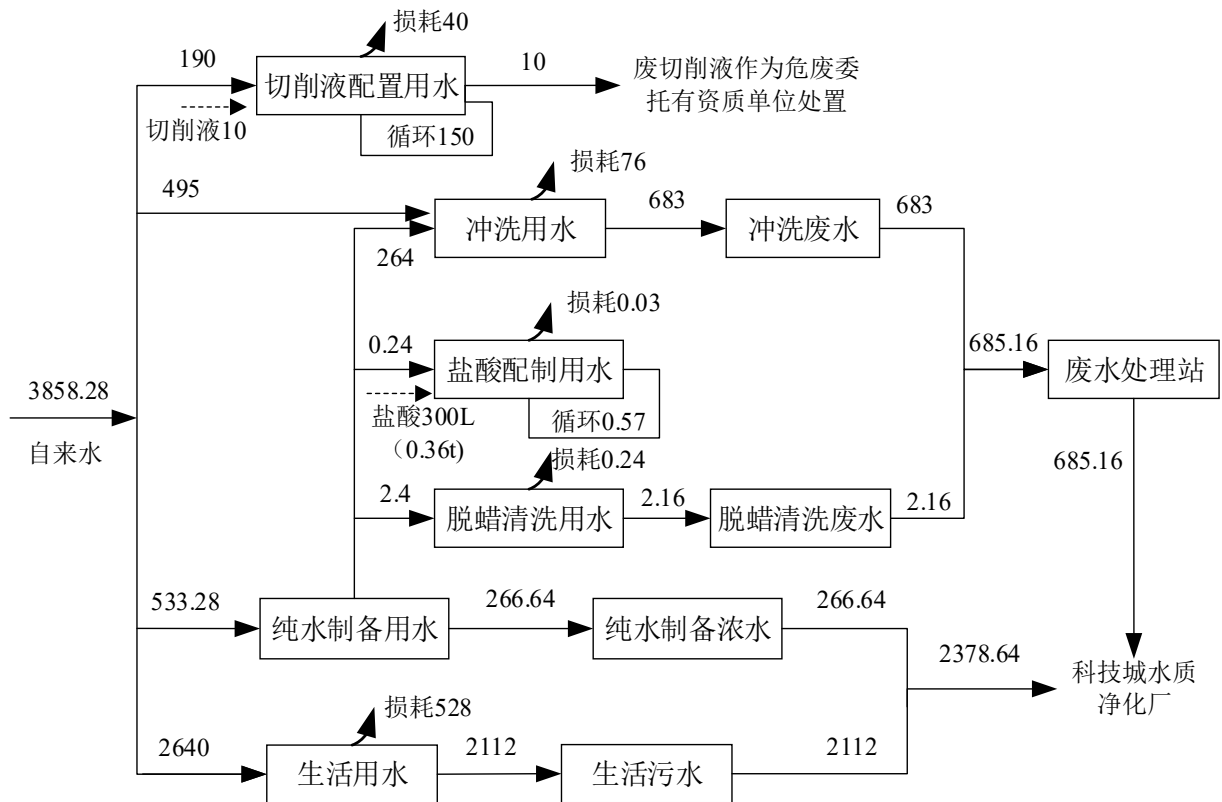 损耗40
190
切削液配置用水
10
废切削液作为危废委
托有资质单位处置
切削液10
循环150
495
损耗76
冲洗用水
683
冲洗废水
683
264
损耗0.03
0.24
盐酸配制用水
685.16
废水处理站
3858.28
自来水
盐酸300L
（0.36t)
循环0.57
损耗0.24
685.16
2.4
脱蜡清洗用水
2.16
脱蜡清洗废水
2.16
533.28
纯水制备用水
266.64
纯水制备浓水
266.64
2378.64
科技城水质
净化厂
损耗528
2640
生活用水
2112
生活污水
2112